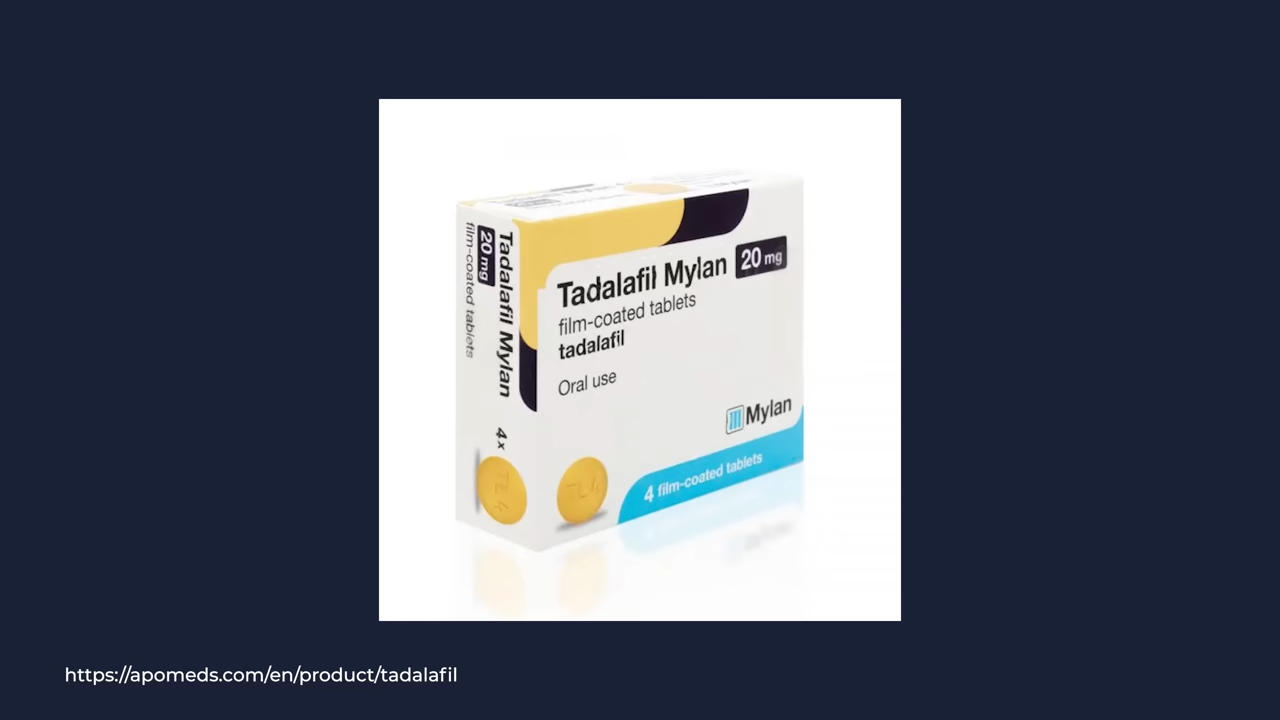 Tadalafil Mylan 20 mg
film-coated tablets
tadalafil
Oral use
Mylan
4 film-coated tablets
Tadalafil Mylan
20 mg
film-coated tablets
4x
https://apomeds.com/en/product/tadalafil